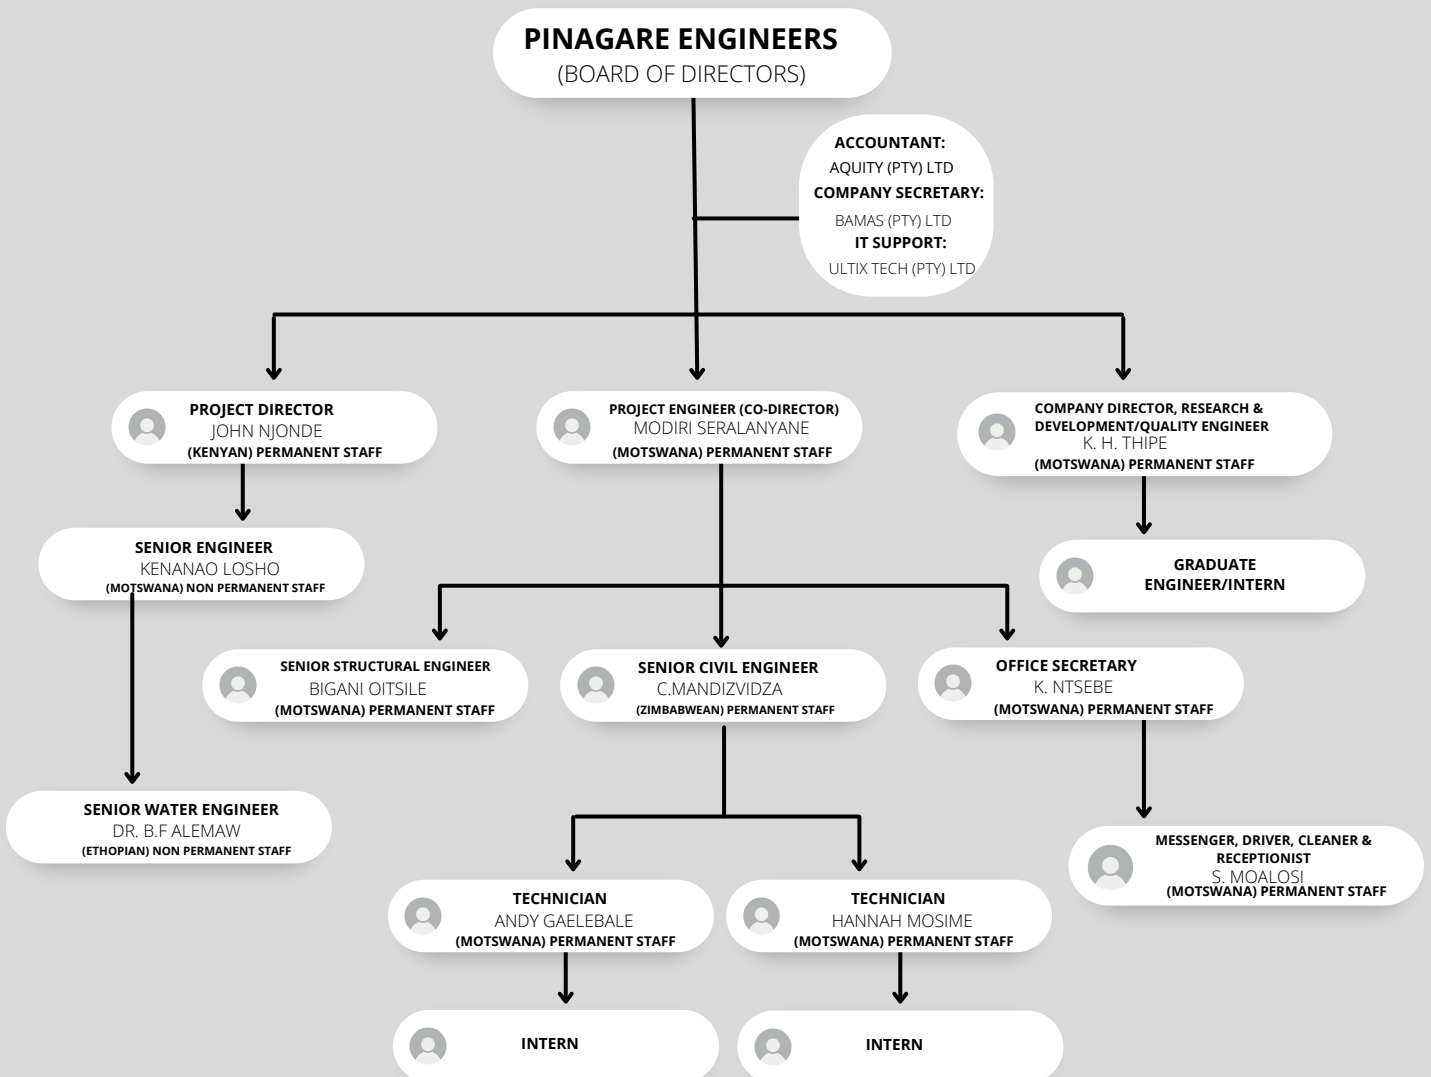 PINAGARE ENGINEERS
(BOARD OF DIRECTORS)
ACCOUNTANT:
AQUITY (PTY) LTD
COMPANY SECRETARY:
BAMAS (PTY) LTD
IT SUPPORT:
ULTIX TECH (PTY) LTD
PROJECT DIRECTOR
JOHN NJONDE
(KENYAN) PERMANENT STAFF
PROJECT ENGINEER (CO-DIRECTOR)
MODIRI SERALANYANE
(MOTSWANA) PERMANENT STAFF
COMPANY DIRECTOR, RESEARCH &
DEVELOPMENT/QUALITY ENGINEER
K. H. THIPE
(MOTSWANA) PERMANENT STAFF
SENIOR ENGINEER
KENANAO LOSHO
(MOTSWANA) NON PERMANENT STAFF
GRADUATE
ENGINEER/INTERN
SENIOR STRUCTURAL ENGINEER
BIGANI OITSILE
(MOTSWANA) PERMANENT STAFF
SENIOR CIVIL ENGINEER
C.MANDIZVIDZA
(ZIMBABWEAN) PERMANENT STAFF
OFFICE SECRETARY
K. NTSEBE
(MOTSWANA) PERMANENT STAFF
SENIOR WATER ENGINEER
DR. B.F ALEMAW
(ETHOPIAN) NON PERMANENT STAFF
MESSENGER, DRIVER, CLEANER &
RECEPTIONIST
S. MOALOSI
(MOTSWANA) PERMANENT STAFF
TECHNICIAN
ANDY GAELEBALE
(MOTSWANA) PERMANENT STAFF
TECHNICIAN
HANNAH MOSIME
(MOTSWANA) PERMANENT STAFF
INTERN
INTERN